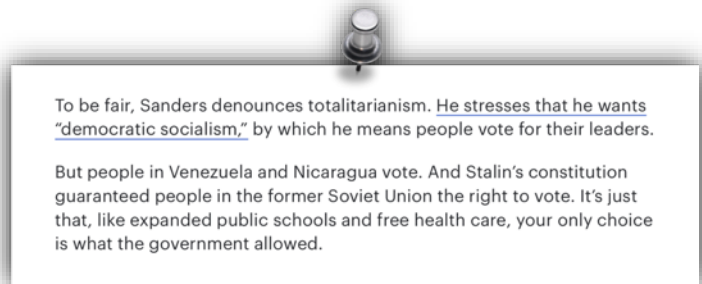 To be fair, Sanders denounces totalitarianism. He stresses that he wants
“democratic socialism,” by which he means people vote for their leaders.
But people in Venezuela and Nicaragua vote. And Stalin’s constitution
guaranteed people in the former Soviet Union the right to vote. It’s just
that, like expanded public schools and free health care, your only choice
is what the government allowed.